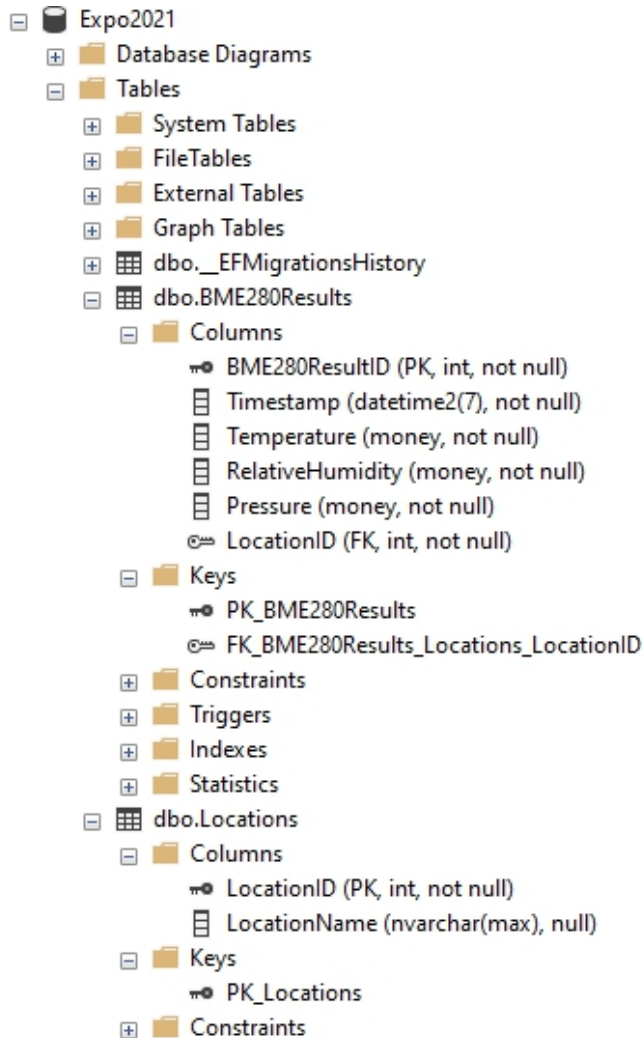 Expo2021
Database Diagrams
Tables
System Tables
FileTables
External Tables
Graph Tables
dbo.__EFMigrationsHistory
dbo.BME280Results
Columns
BME280ResultID (PK, int, not null)
Timestamp (datetime2(7), not null)
Temperature (money, not null)
RelativeHumidity (money, not null)
Pressure (money, not null)
LocationID (FK, int, not null)
Keys
PK_BME280Results
FK_BME280Results_Locations_LocationID
Constraints
Triggers
Indexes
Statistics
dbo.Locations
Columns
LocationID (PK, int, not null)
LocationName (nvarchar(max), null)
Keys
PK_Locations
Constraints